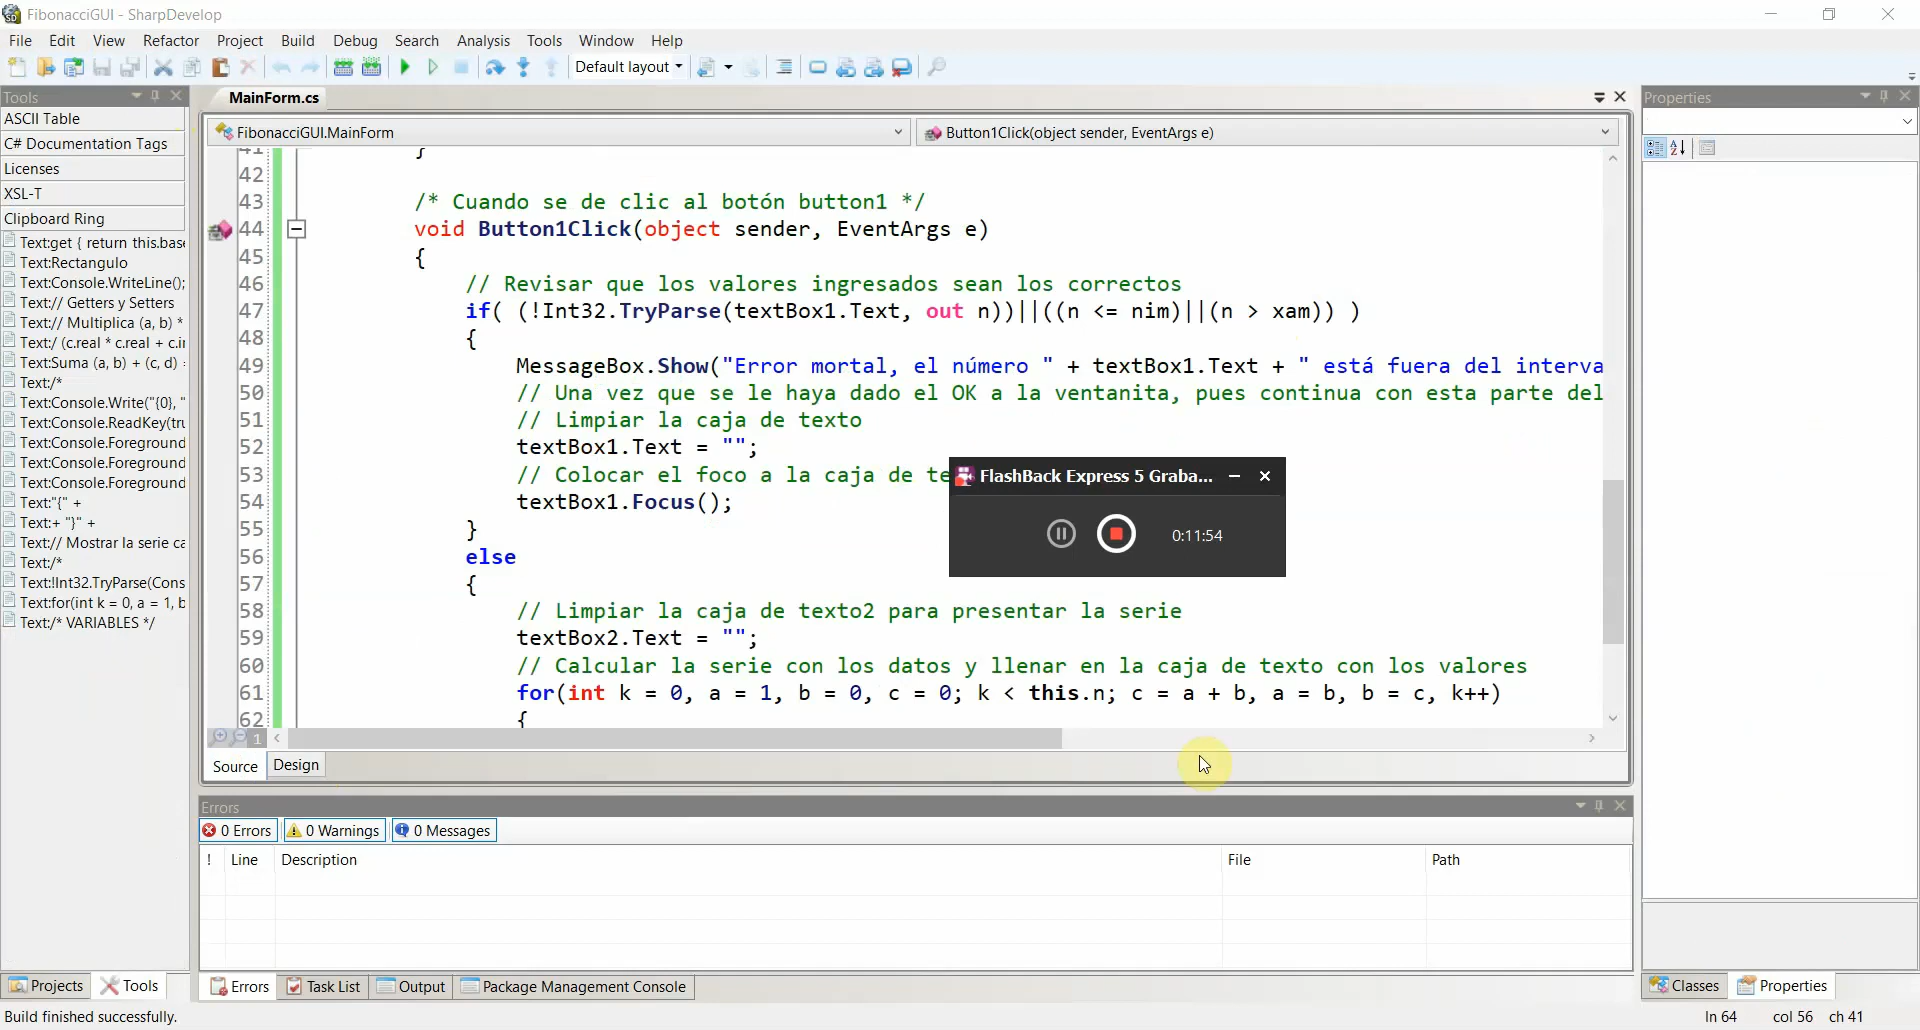 FibonacciGUI - SharpDevelop
File Edit View Refactor Project Build Debug Search Analysis Tools Window Help
Default layout
Tools
MainForm.cs
Properties
ASCII Table
C# Documentation Tags
Licenses
XSL-T
Clipboard Ring
Text:get { return this.base
Text:Rectangulo
Text:Console.WriteLine();
Text:// Getters y Setters
Text:// Multiplica (a, b) *
Text:/ (c.real * c.real + c.i
Text:Suma (a, b) + (c, d)
Text:/*
Text:Console.Write("{0}, "
Text:Console.ReadKey(tru
Text:Console.Foreground
Text:Console.Foreground
Text:Console.Foreground
Text:"{" +
Text:+ "}" +
Text:// Mostrar la serie ca
Text:/*
Text:!Int32.TryParse(Cons
Text:for(int k = 0, a = 1, b
Text:/* VARIABLES */
FibonacciGUI.MainForm
Button1Click(object sender, EventArgs e)
41 }
42
43 /* Cuando se de clic al botón button1 */
44 void Button1Click(object sender, EventArgs e)
45 {
46 // Revisar que los valores ingresados sean los correctos
47 if( (!Int32.TryParse(textBox1.Text, out n))||((n <= nim)||(n > xam)) )
48 {
49 MessageBox.Show("Error mortal, el número " + textBox1.Text + " está fuera del interva
50 // Una vez que se le haya dado el OK a la ventanita, pues continua con esta parte del
51 // Limpiar la caja de texto
52 textBox1.Text = "";
53 // Colocar el foco a la caja de te
54 textBox1.Focus();
55 }
56 else
57 {
58 // Limpiar la caja de texto2 para presentar la serie
59 textBox2.Text = "";
60 // Calcular la serie con los datos y llenar en la caja de texto con los valores
61 for(int k = 0, a = 1, b = 0, c = 0; k < this.n; c = a + b, a = b, b = c, k++)
62 {
FlashBack Express 5 Graba...
0:11:54
1
Source Design
Errors
0 Errors 0 Warnings 0 Messages
! Line Description File Path
Projects Tools
Errors Task List Output Package Management Console
Classes Properties
Build finished successfully.
ln 64 col 56 ch 41